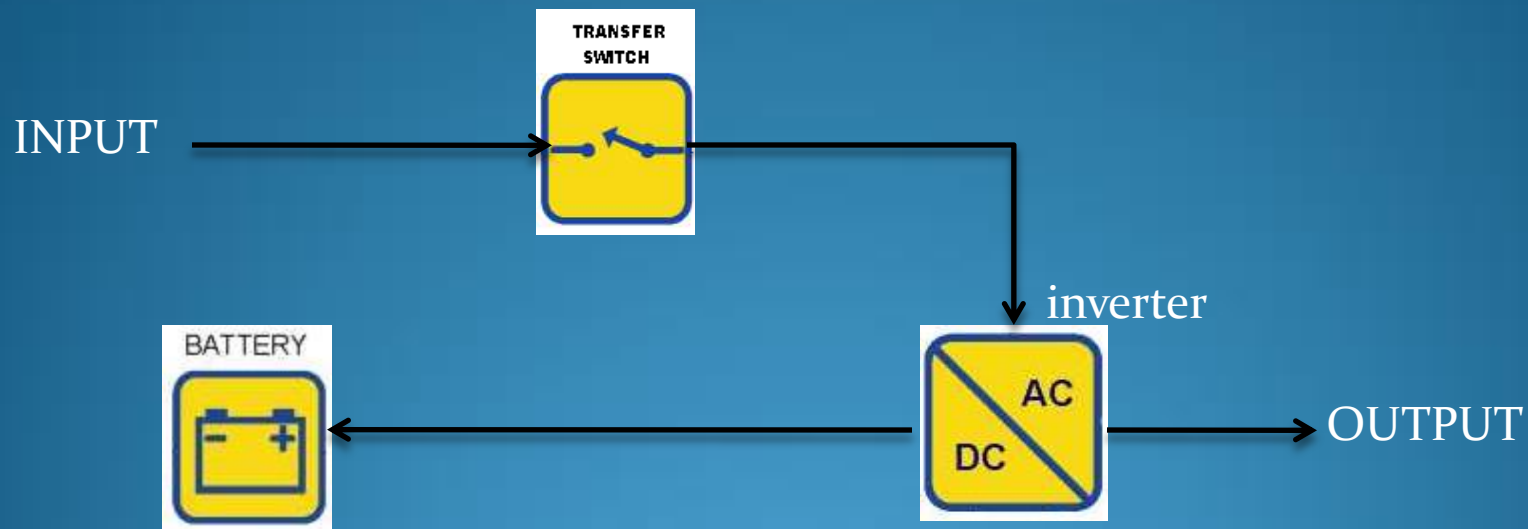 TRANSFER
SWITCH
INPUT
inverter
BATTERY
AC
OUTPUT
DC